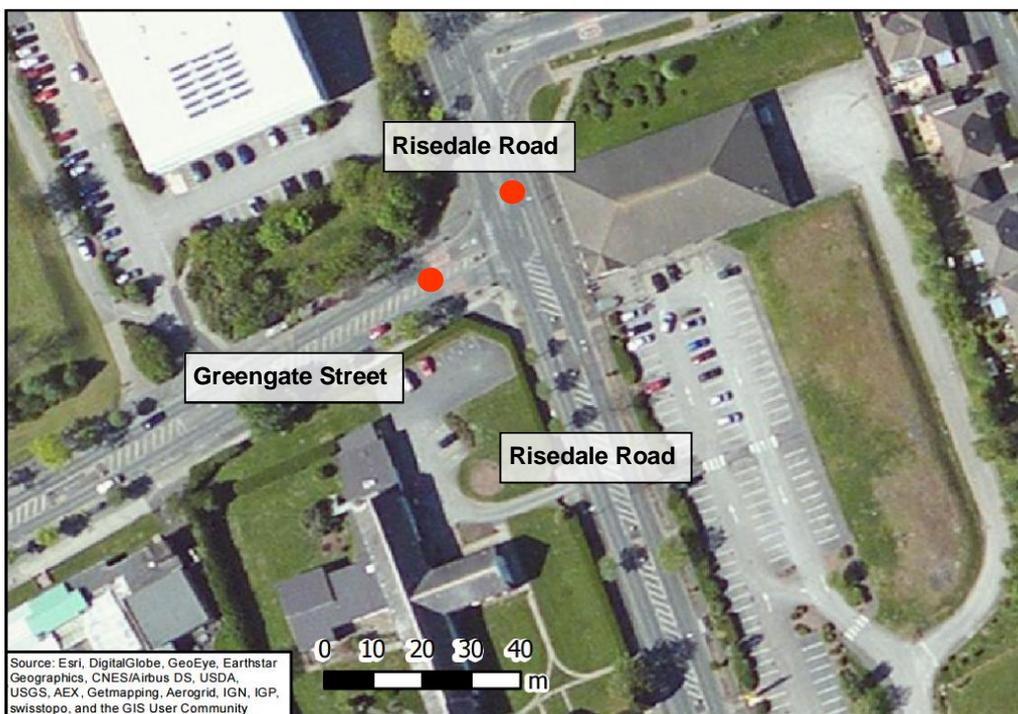 Risedale Road
Greengate Street
Risedale Road
0 10 20 30 40
m
Source: Esri, DigitalGlobe, GeoEye, Earthstar
Geographics, CNES/Airbus DS, USDA,
USGS, AEX, Getmapping, Aerogrid, IGN, IGP,
swisstopo, and the GIS User Community